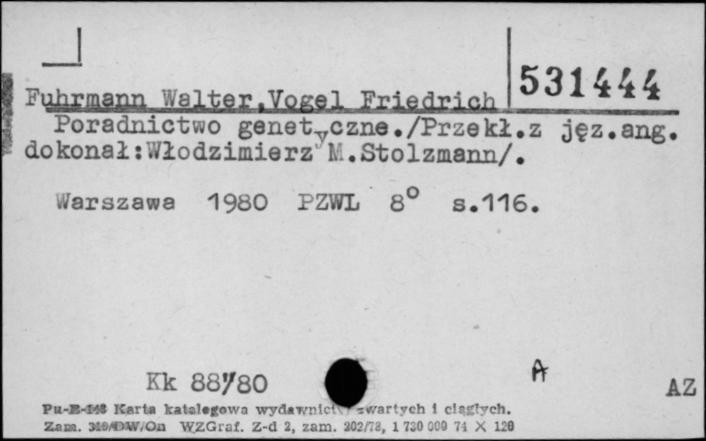 531444
Fuhrmann Walter,Vogel Friedrich
Poradnictwo genetyczne./Przekł.z jęz.ang.
dokonał:Włodzimierz M.Stolzmann/.
Warszawa 1980 PZWL 8° s.116.
Kk 881/80
A
AZ
Karta katalogowa wydawnictw zwartych i ciągłych.
Zam. WZGraf. Z-d 2, zam. 202/78, 1 730 000 74 X 120